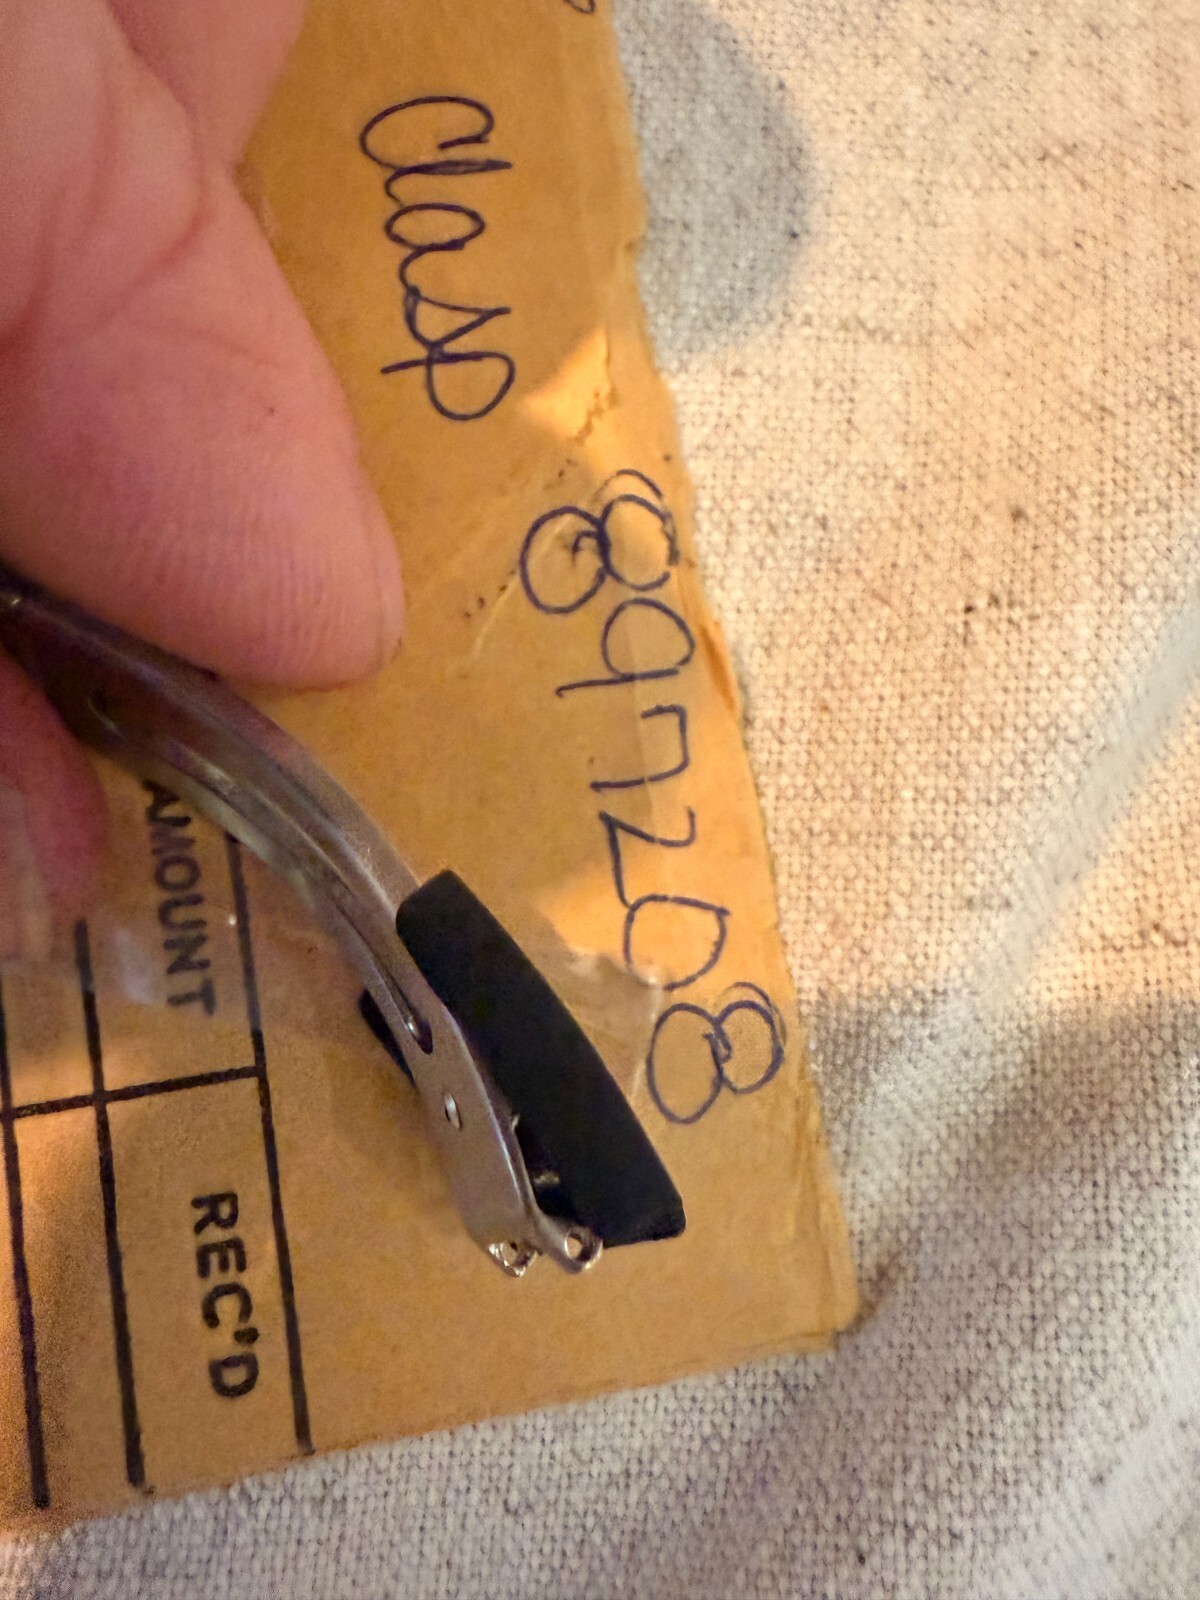 Clasp
897208
AMOUNT
REC'D